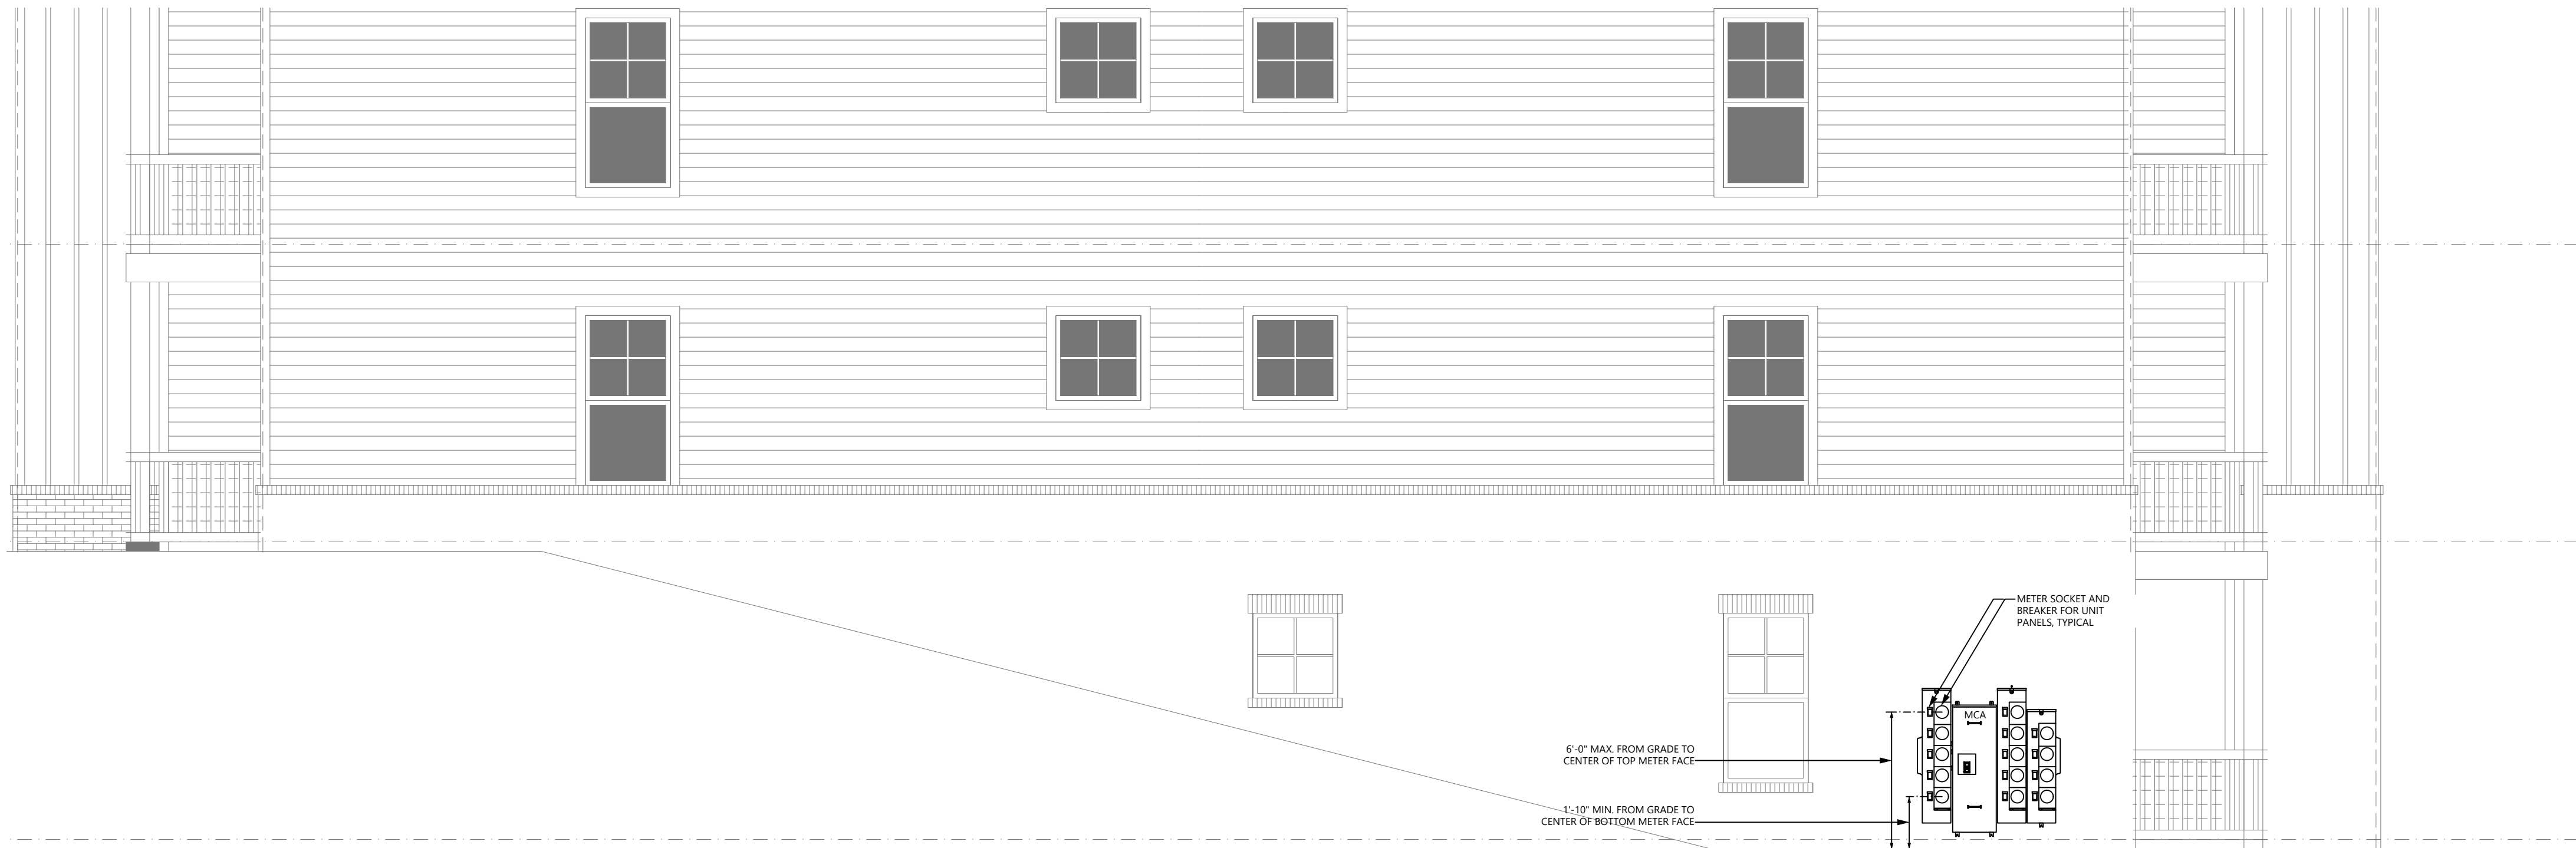 METER SOCKET AND
BREAKER FOR UNIT
PANELS, TYPICAL
MCA
6'-0" MAX. FROM GRADE TO
CENTER OF TOP METER FACE
1'-10" MIN. FROM GRADE TO
CENTER OF BOTTOM METER FACE